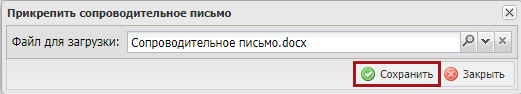 Прикрепить сопроводительное письмо
Файл для загрузки: Сопроводительное письмо.docx
Сохранить Закрыть